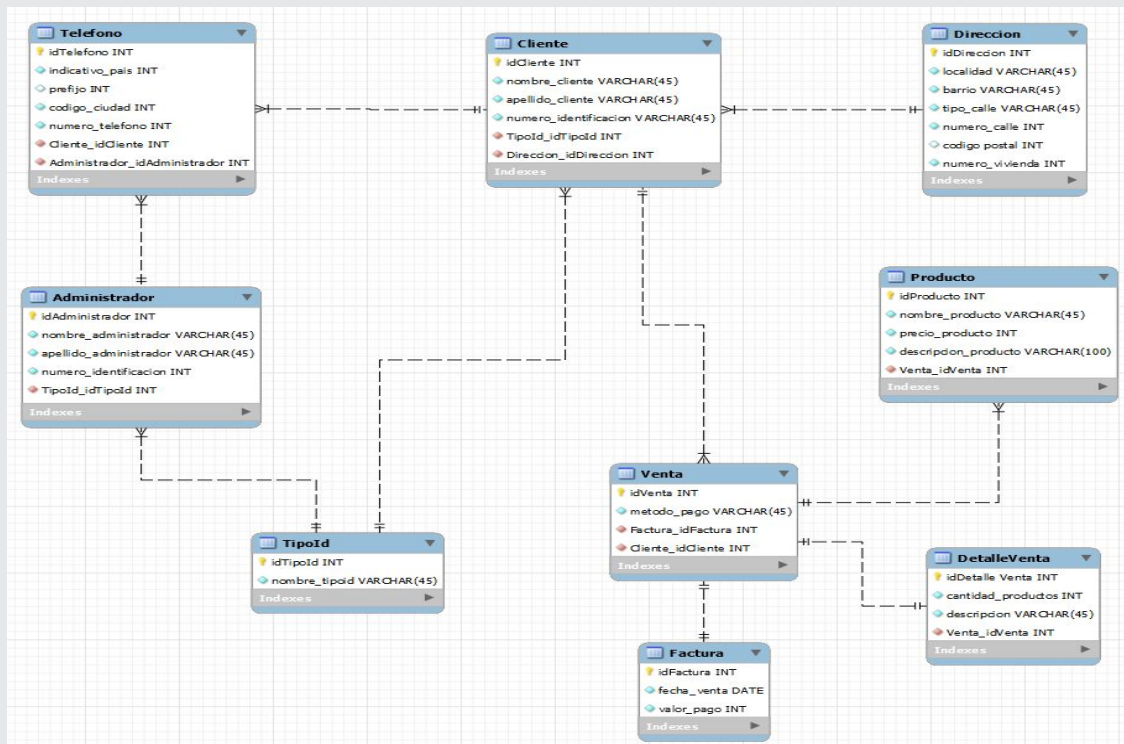 Telefono
idTelefono INT
indicativo_pais INT
prefijo INT
codigo_ciudad INT
numero_telefono INT
Cliente_idCliente INT
Administrador_idAdministrador INT
Indexes
Cliente
idCliente INT
nombre_cliente VARCHAR(45)
apellido_cliente VARCHAR(45)
numero_identificacion VARCHAR(45)
TipoId_idTipoId INT
Direccion_idDireccion INT
Indexes
Direccion
idDireccion INT
localidad VARCHAR(45)
barrio VARCHAR(45)
tipo_calle VARCHAR(45)
numero_calle INT
codigo postal INT
numero_vivienda INT
Indexes
Administrador
idAdministrador INT
nombre_administrador VARCHAR(45)
apellido_administrador VARCHAR(45)
numero_identificacion INT
TipoId_idTipoId INT
Indexes
Producto
idProducto INT
nombre_producto VARCHAR(45)
precio_producto INT
descripcion_producto VARCHAR(100)
Venta_idVenta INT
Indexes
Venta
idVenta INT
metodo_pago VARCHAR(45)
Factura_idFactura INT
Cliente_idCliente INT
Indexes
TipoId
idTipoId INT
nombre_tipoid VARCHAR(45)
Indexes
DetalleVenta
idDetalle Venta INT
cantidad_productos INT
descripcion VARCHAR(45)
Venta_idVenta INT
Indexes
Factura
idFactura INT
fecha_venta DATE
valor_pago INT
Indexes